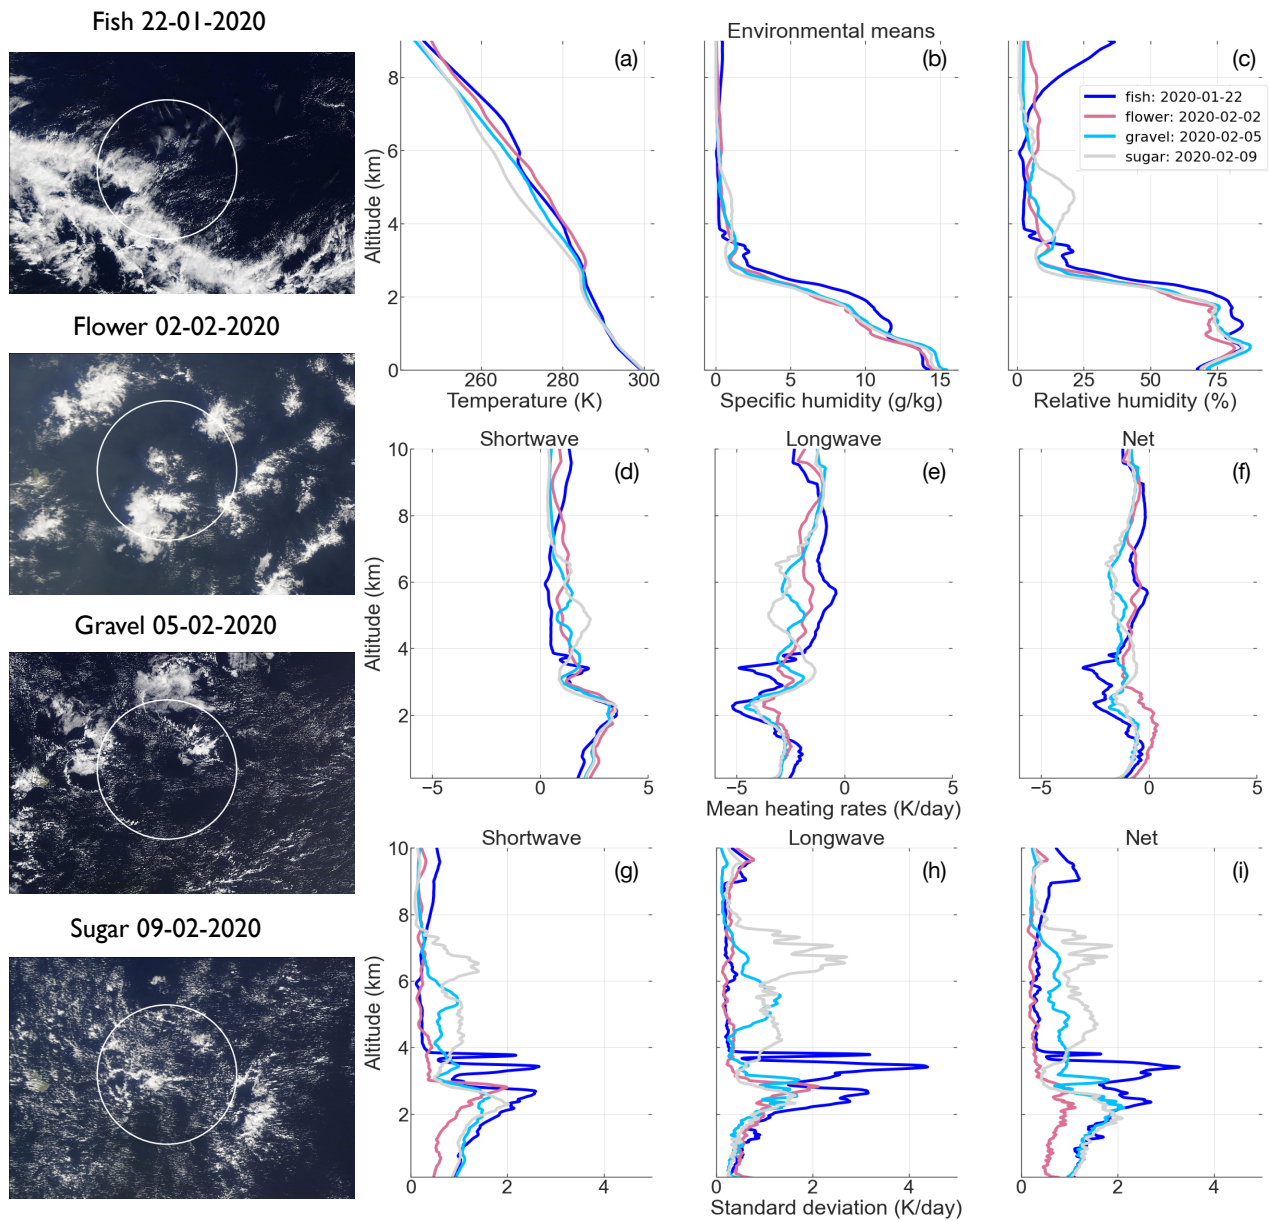 Fish 22-01-2020
Flower 02-02-2020
Gravel 05-02-2020
Sugar 09-02-2020
Environmental means
(a)
8
6
4
2
0
Altitude (km)
260
280
300
Temperature (K)
(b)
0
5
10
15
Specific humidity (g/kg)
(c)
fish: 2020-01-22
flower: 2020-02-02
gravel: 2020-02-05
sugar: 2020-02-09
0
25
50
75
Relative humidity (%)
Shortwave
(d)
10
8
6
4
2
Altitude (km)
−5
0
5
Longwave
(e)
−5
0
5
Mean heating rates (K/day)
Net
(f)
−5
0
5
Shortwave
(g)
10
8
6
4
2
Altitude (km)
0
2
4
Longwave
(h)
0
2
4
Standard deviation (K/day)
Net
(i)
0
2
4